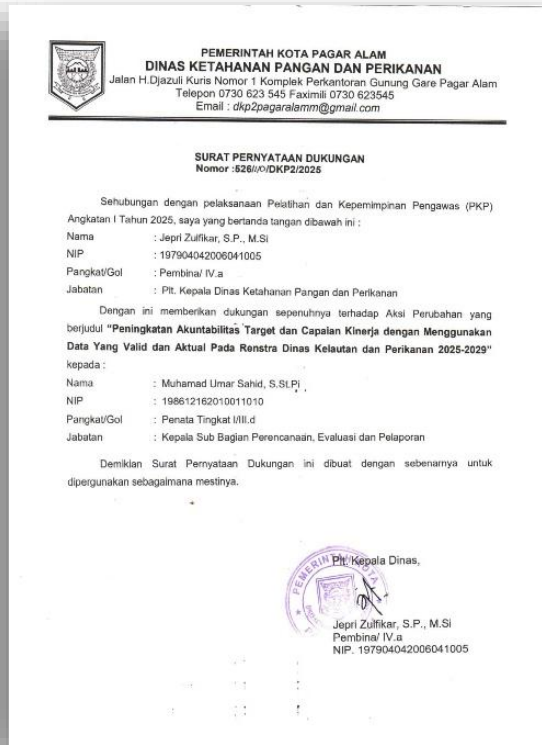 PEMERINTAH KOTA PAGAR ALAM
DINAS KETAHANAN PANGAN DAN PERIKANAN
Jalan H.Djazuli Kuris Nomor 1 Komplek Perkantoran Gunung Gare Pagar Alam
Telepon 0730 623 545 Faximili 0730 623545
Email : dkp2pagaralamm@gmail.com
SURAT PERNYATAAN DUKUNGAN
Nomor :526/ /DKP2/2025
Sehubungan dengan pelaksanaan Pelatihan dan Kepemimpinan Pengawas (PKP)
Angkatan I Tahun 2025, saya yang bertanda tangan dibawah ini :
Nama : Jepri Zulfikar, S.P., M.Si
NIP : 197904042006041005
Pangkat/Gol : Pembina/ IV.a
Jabatan : Plt. Kepala Dinas Ketahanan Pangan dan Perikanan
Dengan ini memberikan dukungan sepenuhnya terhadap Aksi Perubahan yang
berjudul "Peningkatan Akuntabilitas Target dan Capaian Kinerja dengan Menggunakan
Data Yang Valid dan Aktual Pada Renstra Dinas Kelautan dan Perikanan 2025-2029"
kepada :
Nama : Muhamad Umar Sahid, S.St.Pi
NIP : 198612162010011010
Pangkat/Gol : Penata Tingkat I/III.d
Jabatan : Kepala Sub Bagian Perencanaan, Evaluasi dan Pelaporan
Demikian Surat Pernyataan Dukungan ini dibuat dengan sebenarnya untuk
dipergunakan sebagaimana mestinya.
Plt. Kepala Dinas,
PEMERINTAH KOTA
Jepri Zulfikar, S.P., M.Si
Pembina/ IV.a
NIP. 197904042006041005